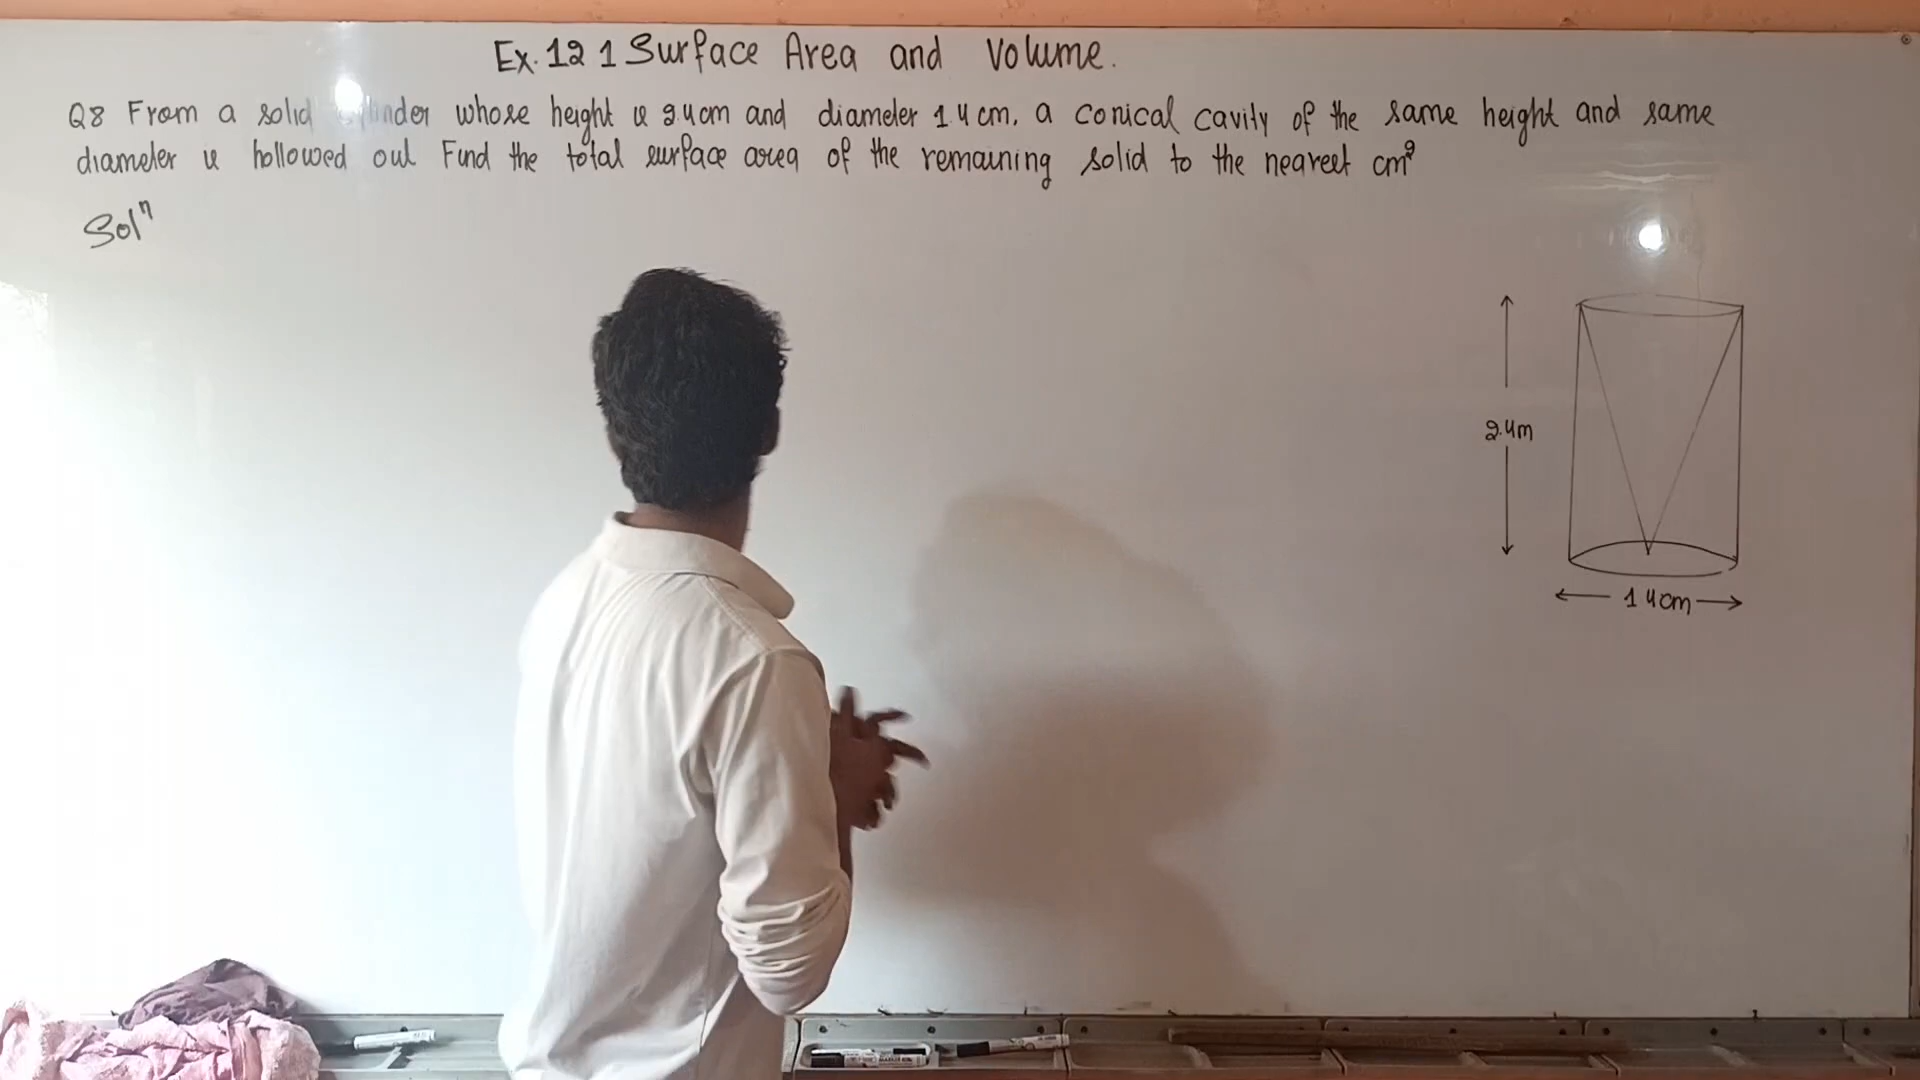 Ex. 12 1 Surface Area and Volume.
Q8 From a solid cylinder whose height is 2.4cm and diameter 1.4 cm, a conical cavity of the same height and same
diameter is hollowed out Find the total surface area of the remaining solid to the nearest cm²
Solⁿ
2.4m
1 4cm